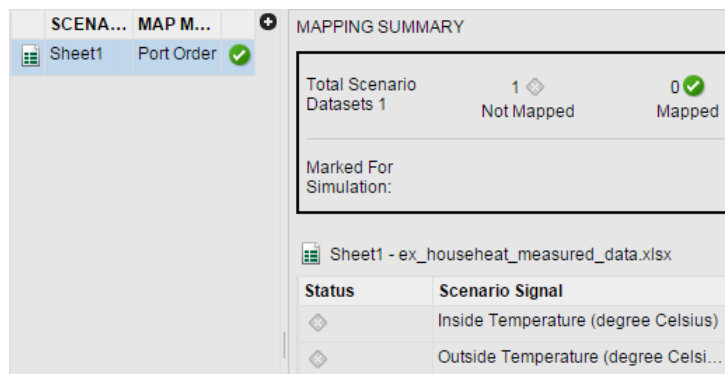 SCENA... MAP M...
Sheet1 Port Order
MAPPING SUMMARY
Total Scenario
Datasets 1
1
Not Mapped
0
Mapped
Marked For
Simulation:
Sheet1 - ex_househeat_measured_data.xlsx
Status Scenario Signal
Inside Temperature (degree Celsius)
Outside Temperature (degree Celsi...